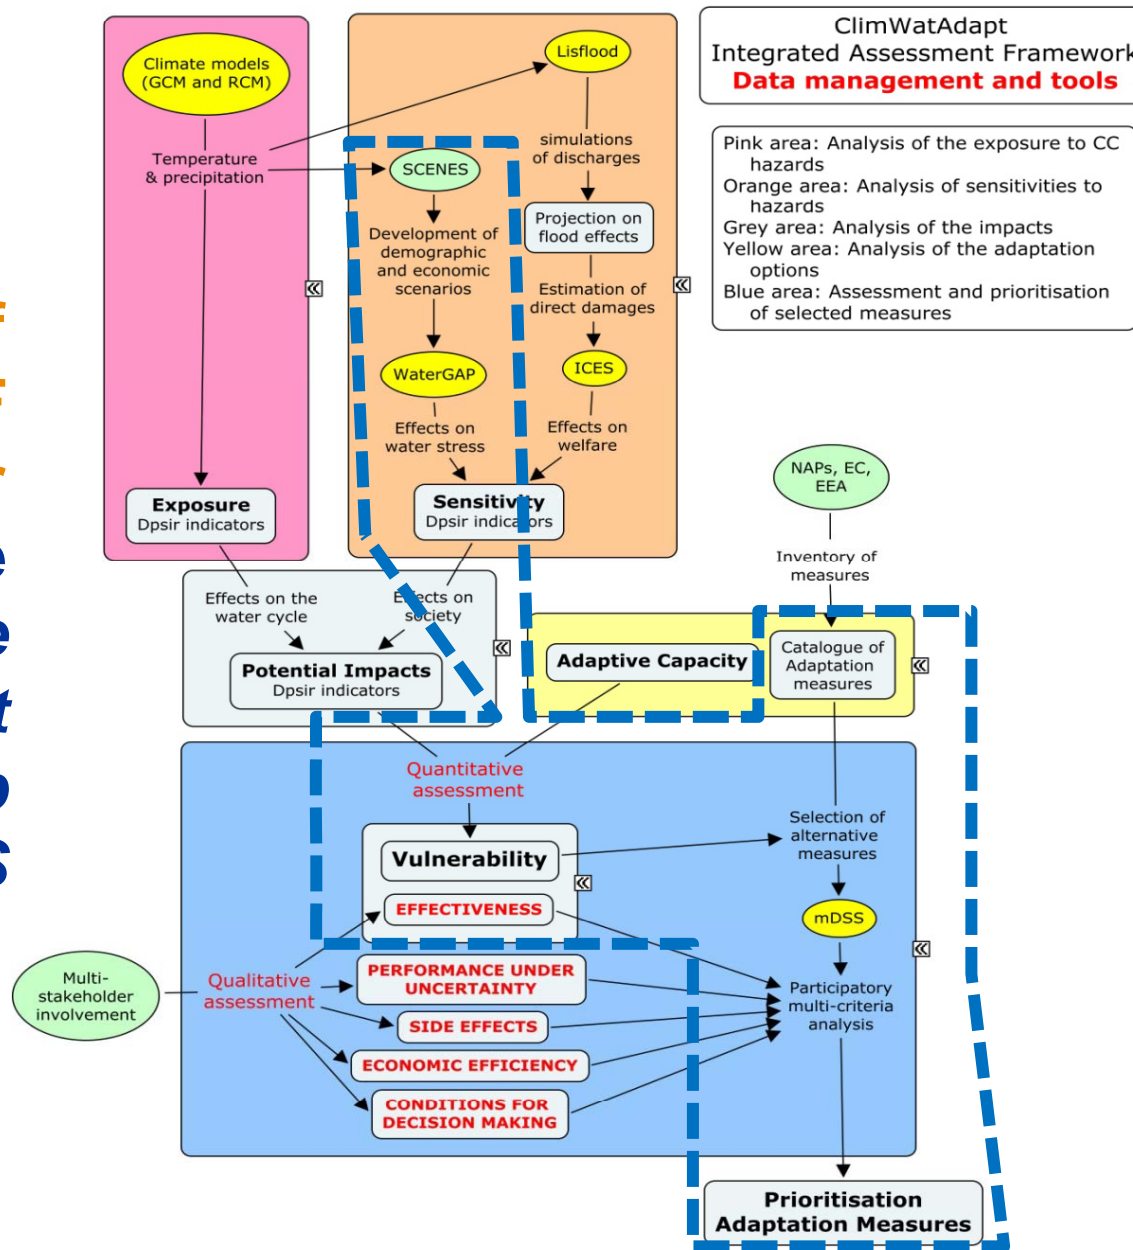 ClimWatAdapt
Integrated Assessment Framework
Data management and tools
Pink area: Analysis of the exposure to CC
hazards
Orange area: Analysis of sensitivities to
hazards
Grey area: Analysis of the impacts
Yellow area: Analysis of the adaptation
options
Blue area: Assessment and prioritisation
of selected measures
Climate models
(GCM and RCM)
Temperature
& precipitation
Exposure
Dpsir indicators
Lisflood
simulations
of discharges
SCENES
Projection on
flood effects
Development of
demographic
and economic
scenarios
Estimation of
direct damages
WaterGAP
ICES
Effects on
water stress
Effects on
welfare
Sensitivity
Dpsir indicators
NAPs, EC,
EEA
Inventory of
measures
Effects on the
water cycle
Effects on
society
Potential Impacts
Dpsir indicators
Adaptive Capacity
Catalogue of
Adaptation
measures
Quantitative
assessment
Vulnerability
EFFECTIVENESS
Selection of
alternative
measures
mDSS
Multi-
stakeholder
involvement
Qualitative
assessment
PERFORMANCE UNDER
UNCERTAINTY
SIDE EFFECTS
ECONOMIC EFFICIENCY
CONDITIONS FOR
DECISION MAKING
Participatory
multi-criteria
analysis
Prioritisation
Adaptation Measures